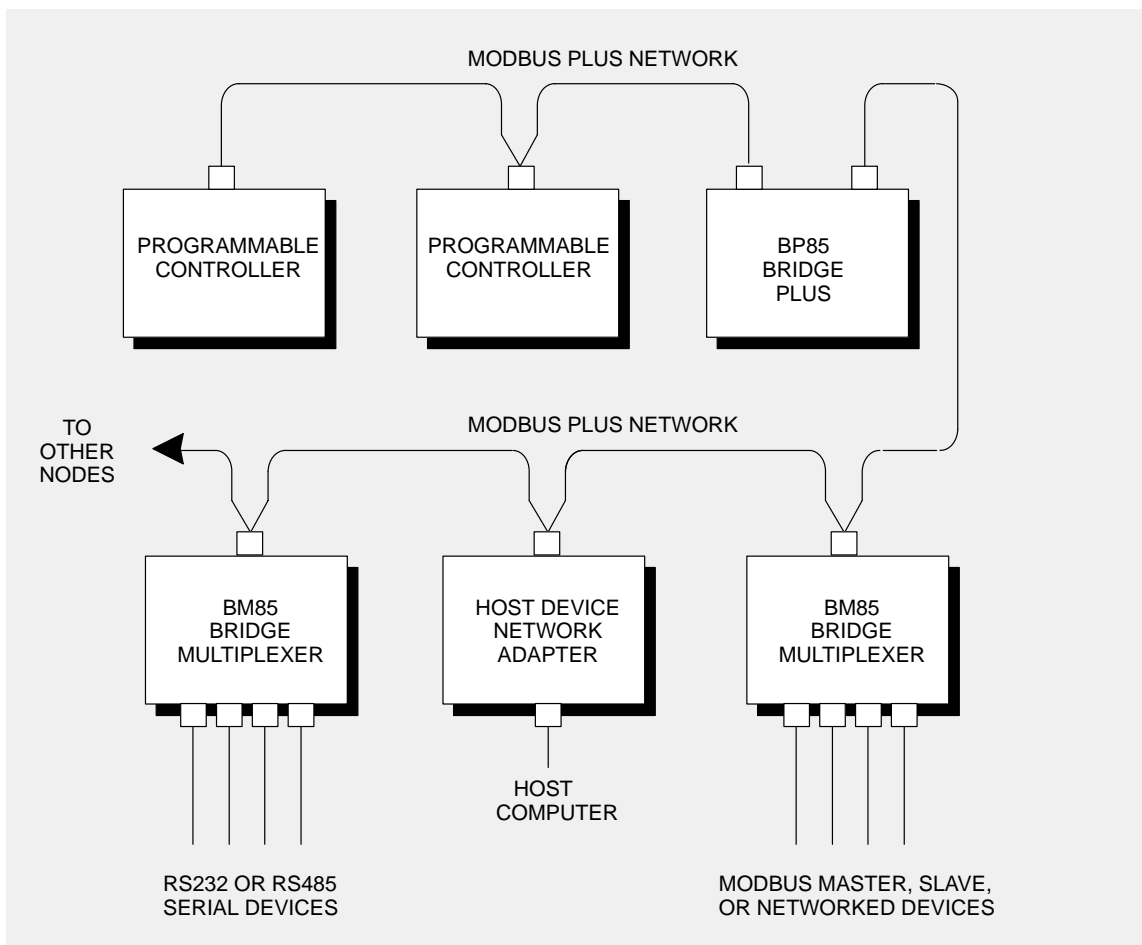 MODBUS PLUS NETWORK
PROGRAMMABLE
CONTROLLER
PROGRAMMABLE
CONTROLLER
BP85
BRIDGE
PLUS
TO
OTHER
NODES
MODBUS PLUS NETWORK
BM85
BRIDGE
MULTIPLEXER
HOST DEVICE
NETWORK
ADAPTER
BM85
BRIDGE
MULTIPLEXER
HOST
COMPUTER
RS232 OR RS485
SERIAL DEVICES
MODBUS MASTER, SLAVE,
OR NETWORKED DEVICES